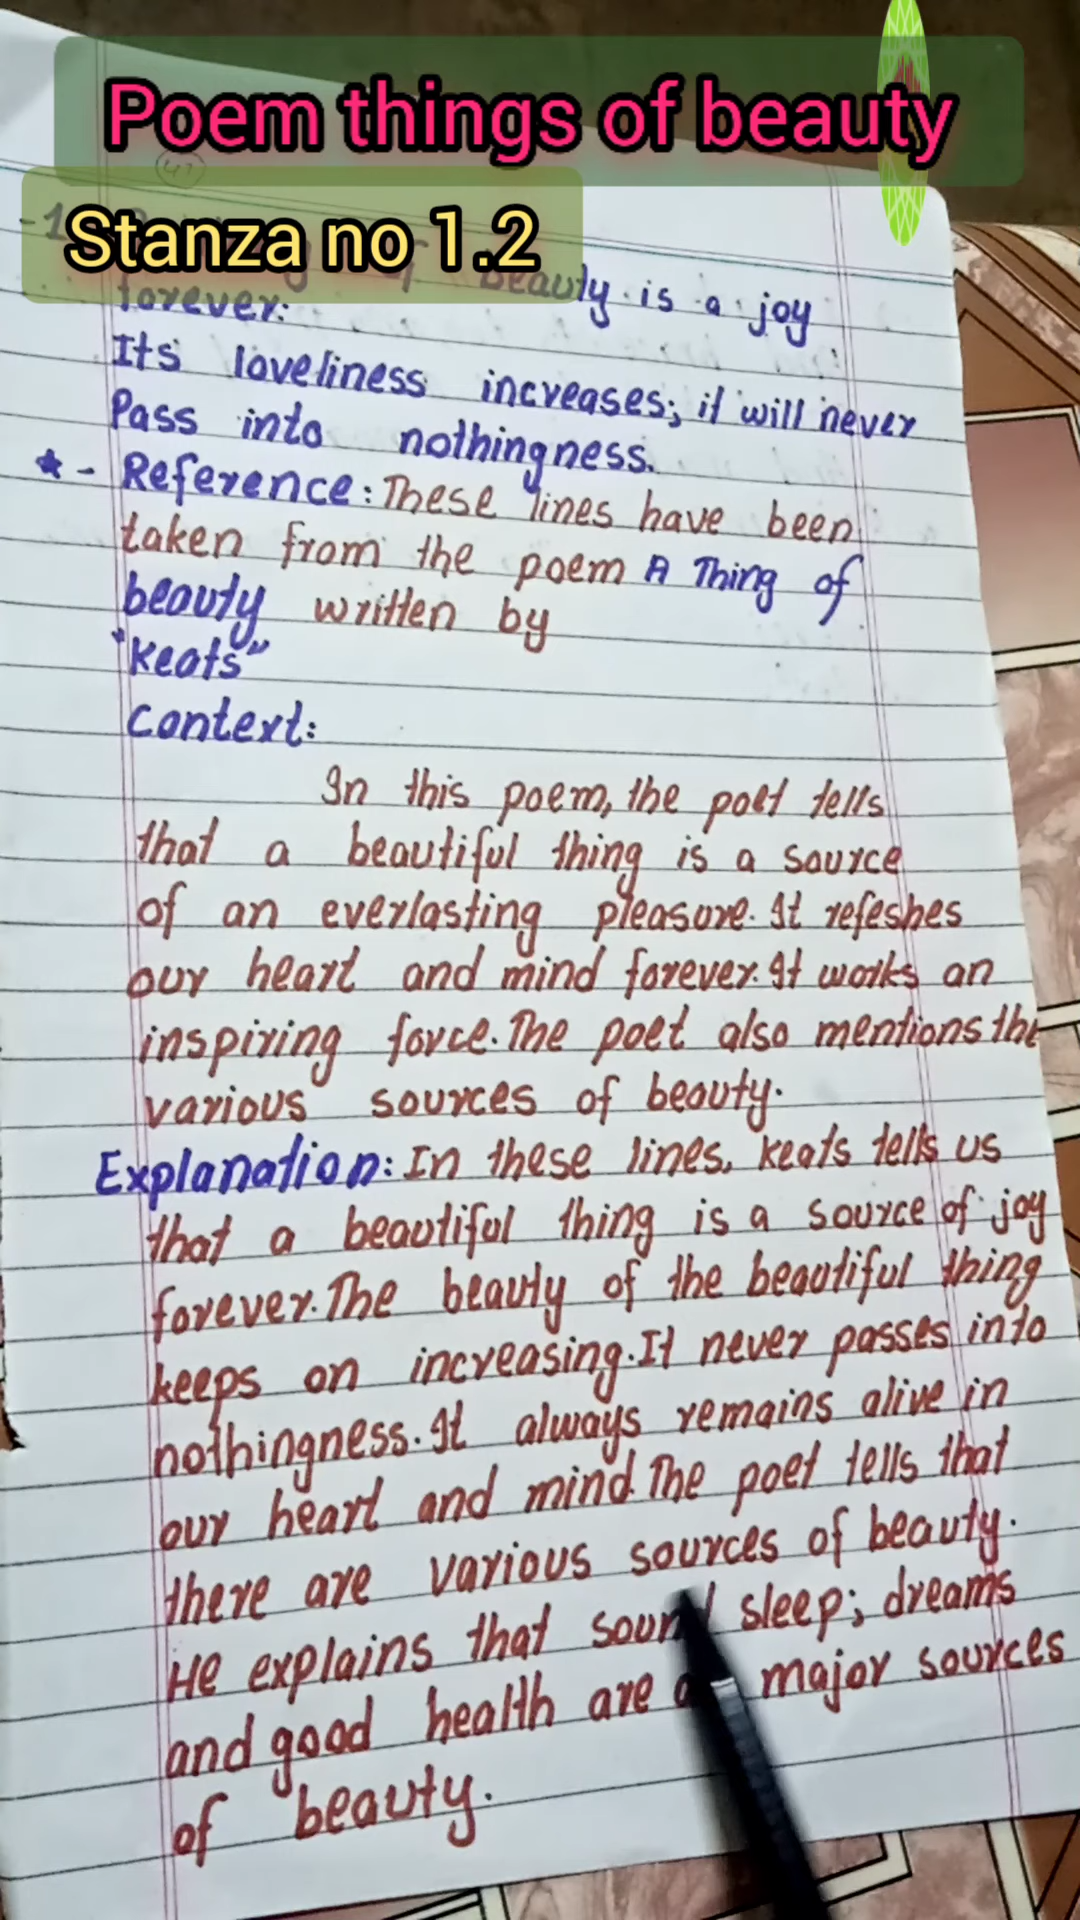 Poem things of beauty
Stanza no 1.2
beauty is a joy
forever.
Its loveliness increases; it will never
Pass into nothingness.
Reference: These lines have been
taken from the poem A Thing of
beauty written by
"Keats"
Context:
In this poem, the poet tells
that a beautiful thing is a source
of an everlasting pleasure. It refeshes
our heart and mind forever. It works an
inspiring force. The poet also mentions the
various sources of beauty.
Explanation: In these lines, keats tells us
that a beautiful thing is a source of joy
forever. The beauty of the beautiful thing
keeps on increasing. It never passes into
nothingness. It always remains alive in
our heart and mind. The poet tells that
there are various sources of beauty.
He explains that sound sleep; dreams
and good health are major sources
of beauty.